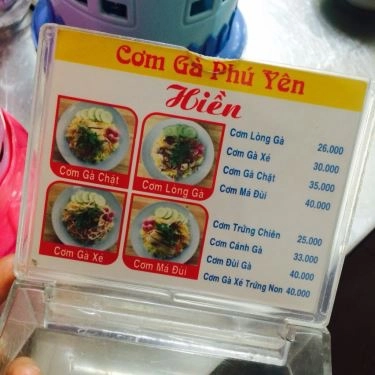 Cơm Gà Phú Yên
Hiền
Cơm Gà Chặt
Cơm Lòng Gà
Cơm Gà Xé
Cơm Má Đùi
Cơm Lòng Gà 26.000
Cơm Gà Xé 30.000
Cơm Gà Chặt 35.000
Cơm Má Đùi 40.000
Cơm Trứng Chiên 25.000
Cơm Cánh Gà 33.000
Cơm Đùi Gà 40.000
Cơm Gà Xé Trứng Non 40.000